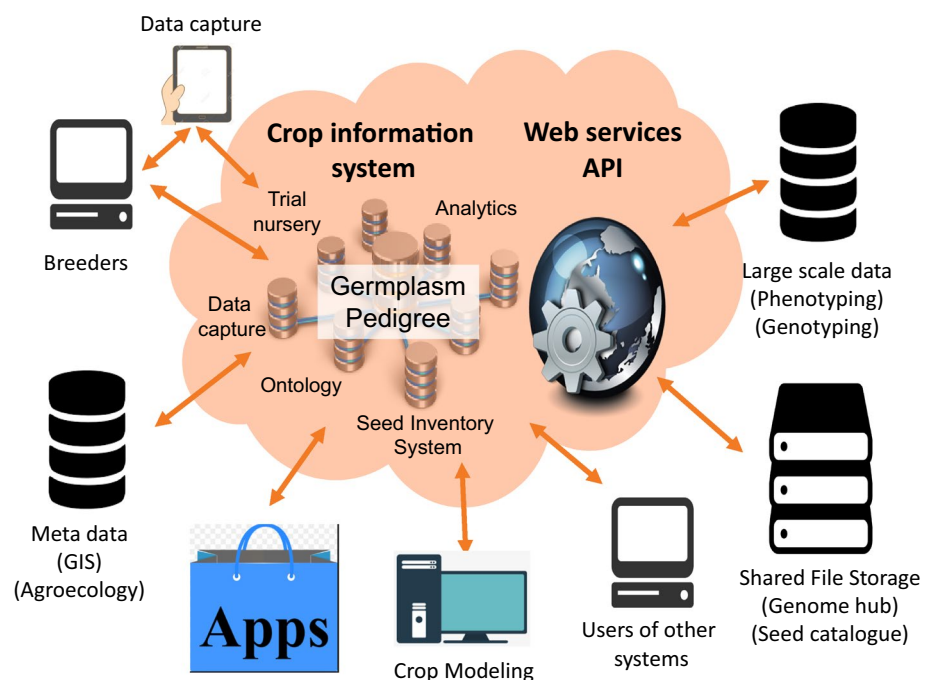 Data capture
Crop information
system
Web services
API
Trial
nursery
Analytics
Breeders
Germplasm
Pedigree
Data
capture
Large scale data
(Phenotyping)
(Genotyping)
Ontology
Seed Inventory
System
Meta data
(GIS)
(Agroecology)
Apps
Crop Modeling
Users of other
systems
Shared File Storage
(Genome hub)
(Seed catalogue)